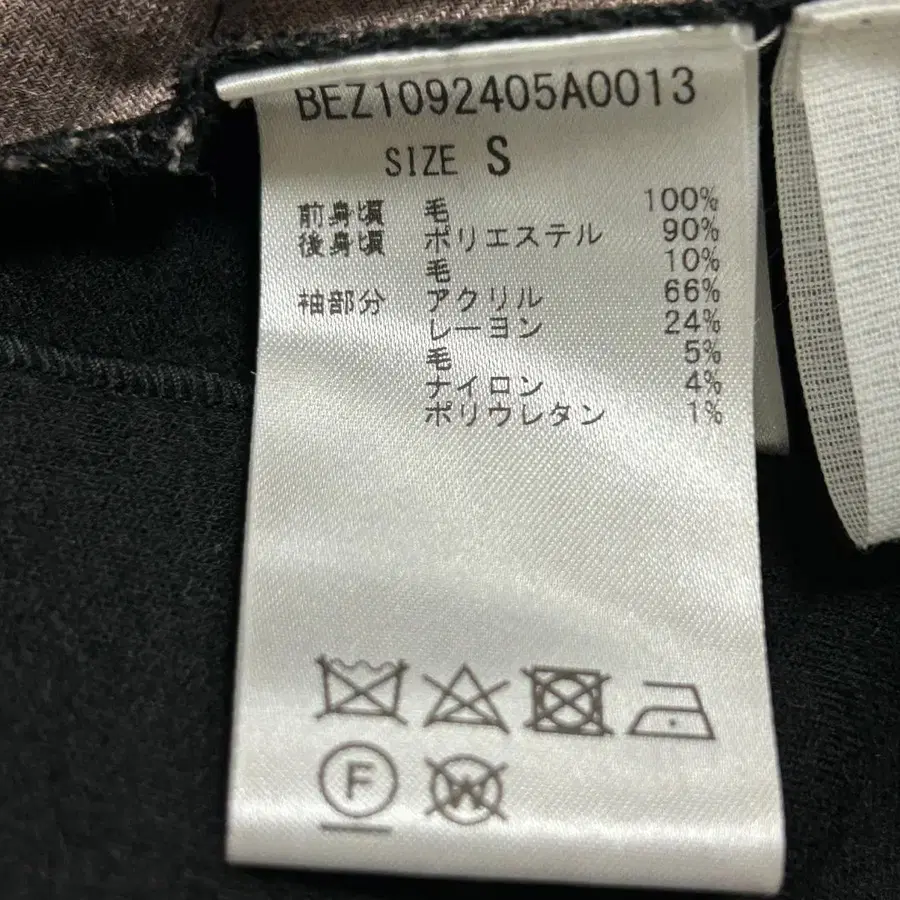 BEZ1092405A0013
SIZE S
前身頃 毛 100%
後身頃 ポリエステル 90%
毛 10%
袖部分 アクリル 66%
レーヨン 24%
毛 5%
ナイロン 4%
ポリウレタン 1%
F W